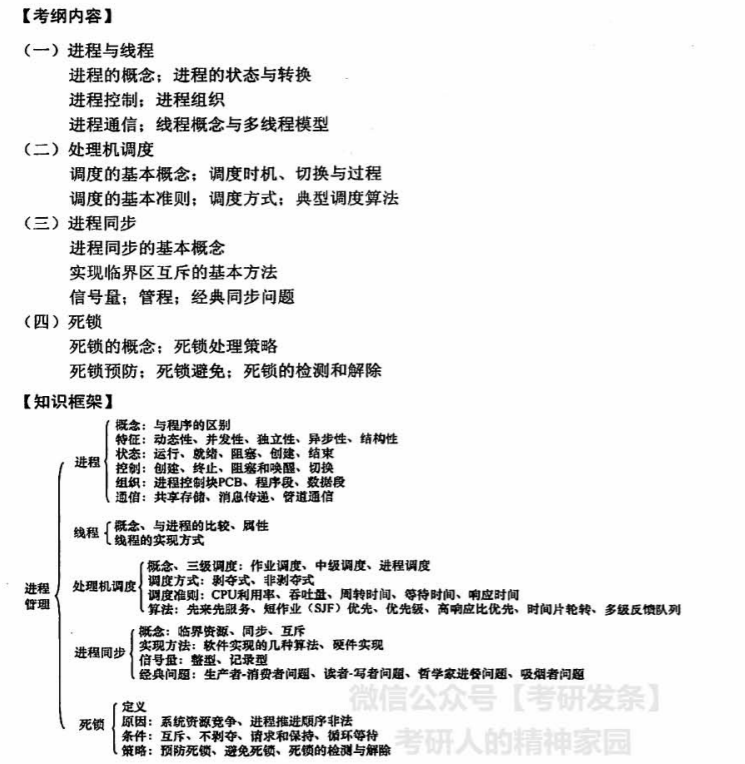 【考纲内容】
（一）进程与线程
进程的概念；进程的状态与转换
进程控制；进程组织
进程通信；线程概念与多线程模型
（二）处理机调度
调度的基本概念；调度时机、切换与过程
调度的基本准则；调度方式；典型调度算法
（三）进程同步
进程同步的基本概念
实现临界区互斥的基本方法
信号量；管程；经典同步问题
（四）死锁
死锁的概念；死锁处理策略
死锁预防；死锁避免；死锁的检测和解除
【知识框架】
进程管理
进程
概念：与程序的区别
特征：动态性、并发性、独立性、异步性、结构性
状态：运行、就绪、阻塞、创建、结束
控制：创建、终止、阻塞和唤醒、切换
组织：进程控制块PCB、程序段、数据段
通信：共享存储、消息传递、管道通信
线程
概念、与进程的比较、属性
线程的实现方式
处理机调度
概念、三级调度：作业调度、中级调度、进程调度
调度方式：剥夺式、非剥夺式
调度准则：CPU利用率、吞吐量、周转时间、等待时间、响应时间
算法：先来先服务、短作业（SJF）优先、优先级、高响应比优先、时间片轮转、多级反馈队列
进程同步
概念：临界资源、同步、互斥
实现方法：软件实现的几种算法、硬件实现
信号量：整型、记录型
经典问题：生产者-消费者问题、读者-写者问题、哲学家进餐问题、吸烟者问题
死锁
定义
原因：系统资源竞争、进程推进顺序非法
条件：互斥、不剥夺、请求和保持、循环等待
策略：预防死锁、避免死锁、死锁的检测与解除
微信公众号【考研发条】
考研人的精神家园